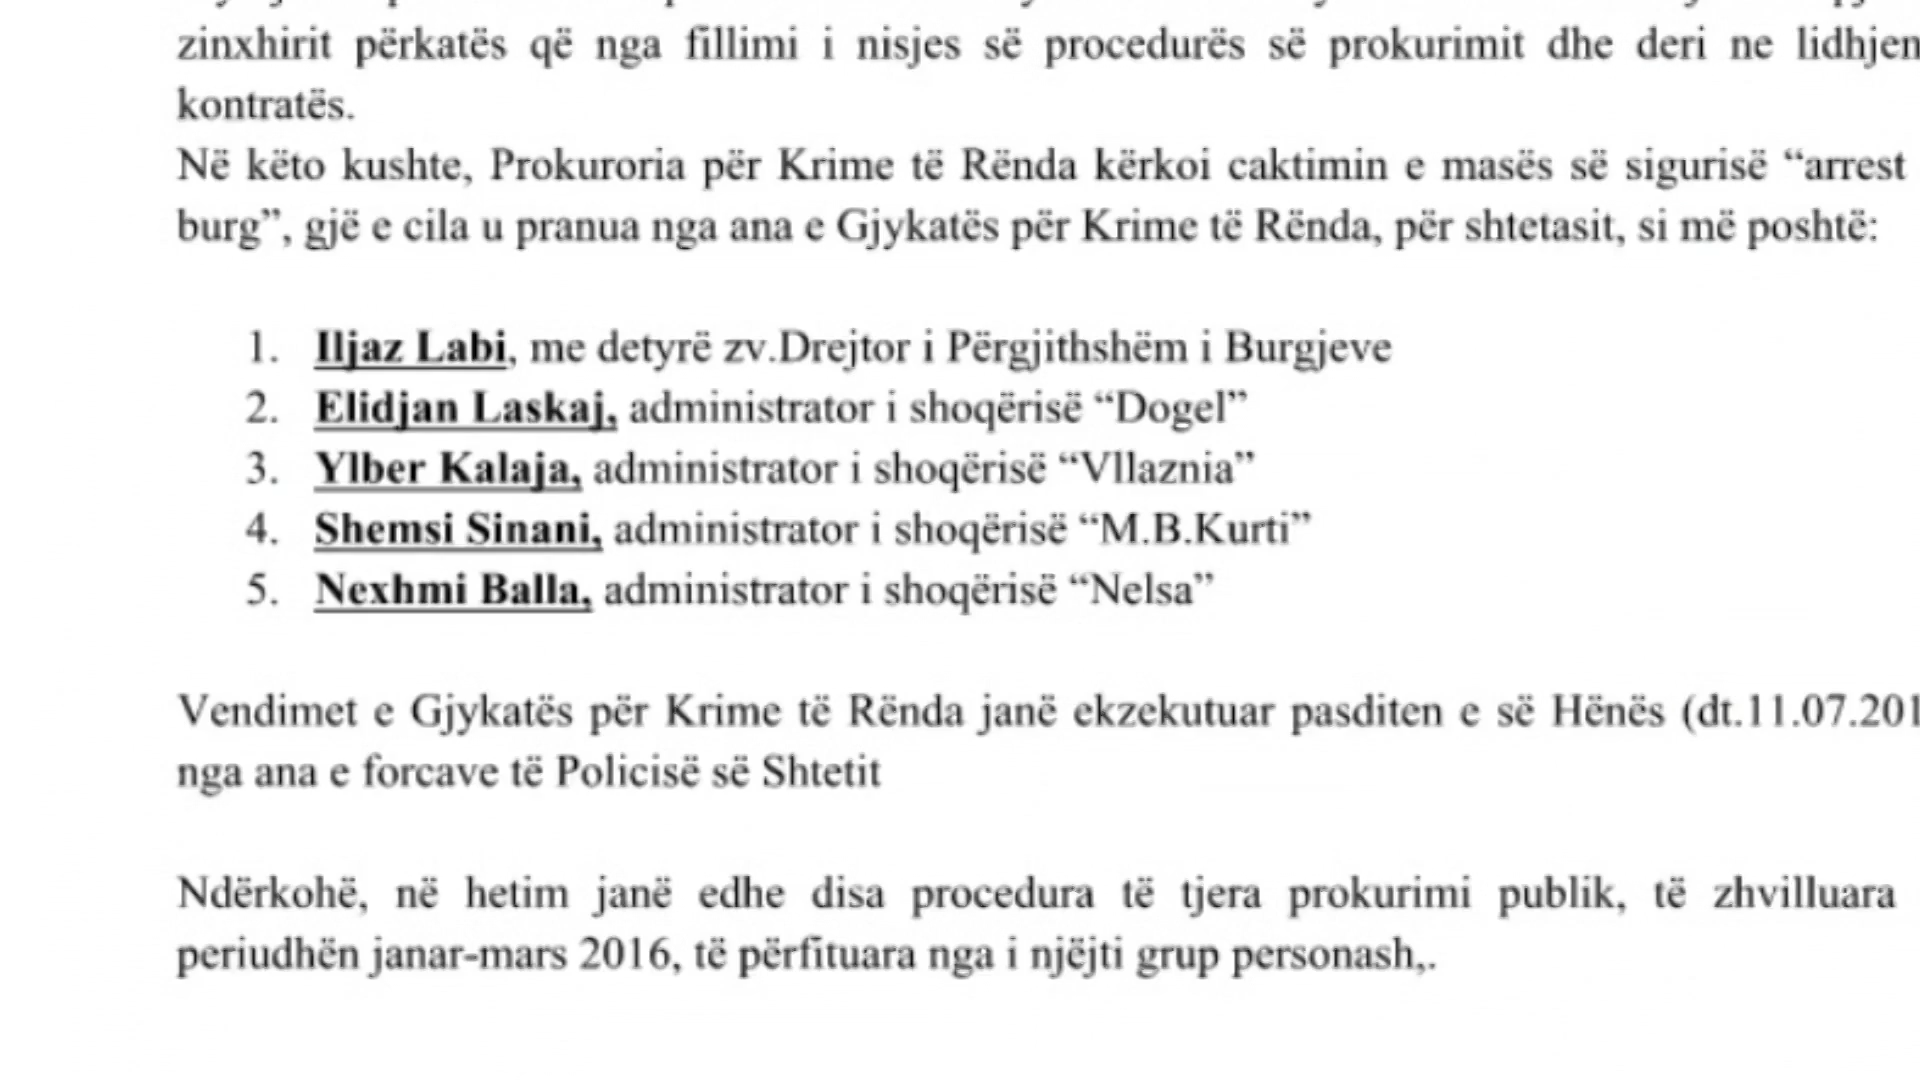 zinxhirit përkatës që nga fillimi i nisjes së procedurës së prokurimit dhe deri ne lidhjen
kontratës.
Në këto kushte, Prokuroria për Krime të Rënda kërkoi caktimin e masës së sigurisë “arrest
burg”, gjë e cila u pranua nga ana e Gjykatës për Krime të Rënda, për shtetasit, si më poshtë:
1. Iljaz Labi, me detyrë zv.Drejtor i Përgjithshëm i Burgjeve
2. Elidjan Laskaj, administrator i shoqërisë “Dogel”
3. Ylber Kalaja, administrator i shoqërisë “Vllaznia”
4. Shemsi Sinani, administrator i shoqërisë “M.B.Kurti”
5. Nexhmi Balla, administrator i shoqërisë “Nelsa”
Vendimet e Gjykatës për Krime të Rënda janë ekzekutuar pasditen e së Hënës (dt.11.07.201
nga ana e forcave të Policisë së Shtetit
Ndërkohë, në hetim janë edhe disa procedura të tjera prokurimi publik, të zhvilluara
periudhën janar-mars 2016, të përfituara nga i njëjti grup personash,.